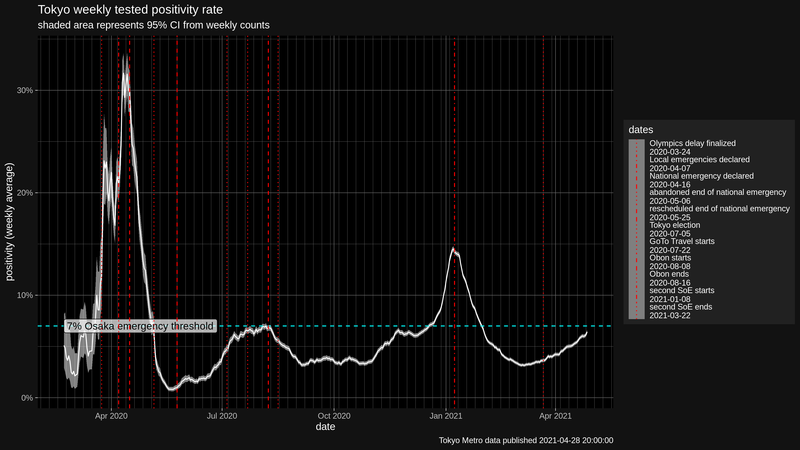 Tokyo weekly tested positivity rate
shaded area represents 95% CI from weekly counts
positivity (weekly average)
30%
20%
10%
0%
7% Osaka emergency threshold
Apr 2020
Jul 2020
Oct 2020
Jan 2021
Apr 2021
date
dates
Olympics delay finalized
2020-03-24
Local emergencies declared
2020-04-07
National emergency declared
2020-04-16
abandoned end of national emergency
2020-05-06
rescheduled end of national emergency
2020-05-25
Tokyo election
2020-07-05
GoTo Travel starts
2020-07-22
Obon starts
2020-08-08
Obon ends
2020-08-16
second SoE starts
2021-01-08
second SoE ends
2021-03-22
Tokyo Metro data published 2021-04-28 20:00:00